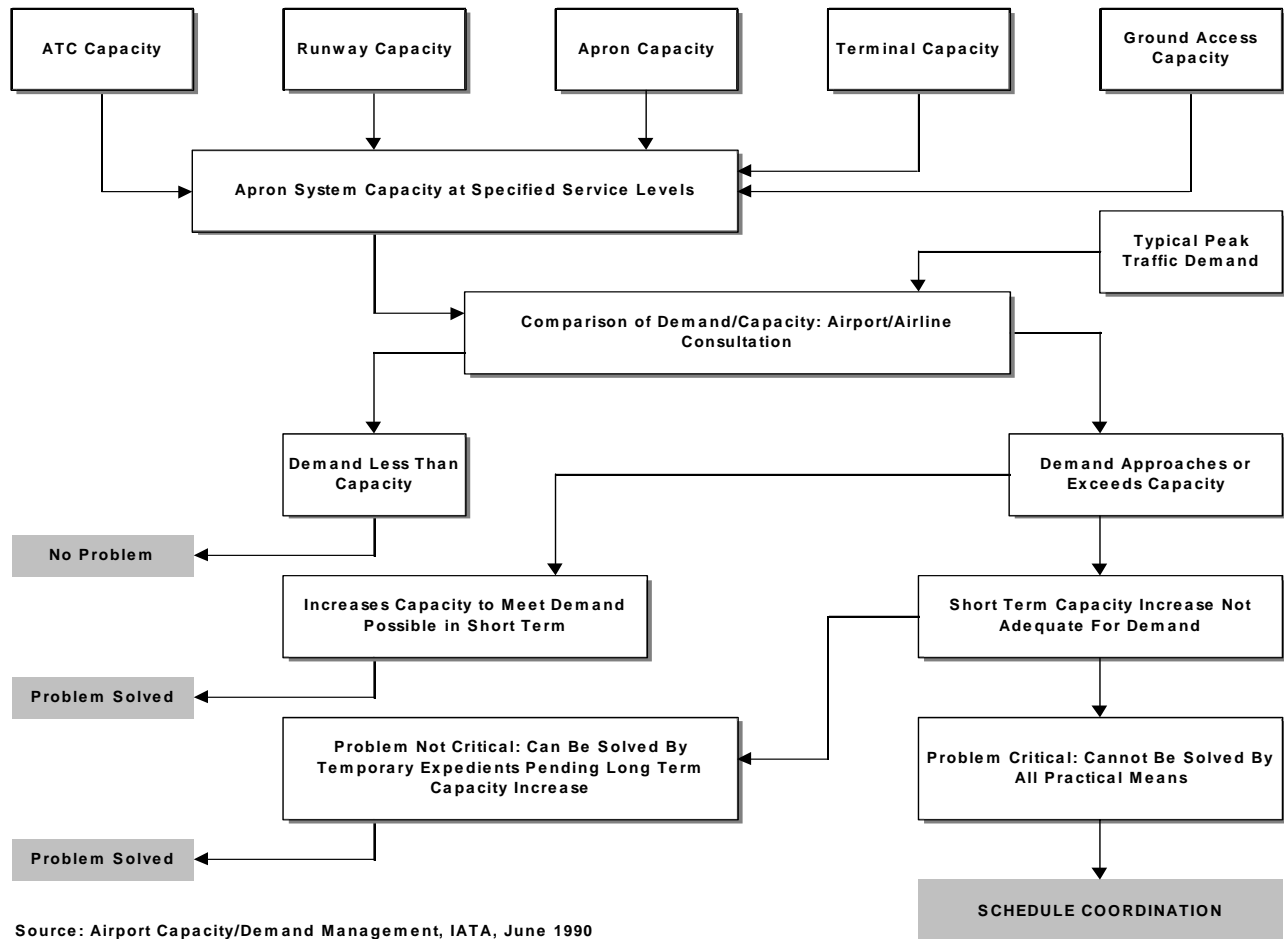 ATC Capacity
Runway Capacity
Apron Capacity
Terminal Capacity
Ground Access
Capacity
Apron System Capacity at Specified Service Levels
Typical Peak
Traffic Demand
Comparison of Demand/Capacity: Airport/Airline
Consultation
Demand Less Than
Capacity
Demand Approaches or
Exceeds Capacity
No Problem
Increases Capacity to Meet Demand
Possible in Short Term
Short Term Capacity Increase Not
Adequate For Demand
Problem Solved
Problem Not Critical: Can Be Solved By
Temporary Expedients Pending Long Term
Capacity Increase
Problem Critical: Cannot Be Solved By
All Practical Means
Problem Solved
SCHEDULE COORDINATION
Source: Airport Capacity/Demand Management, IATA, June 1990